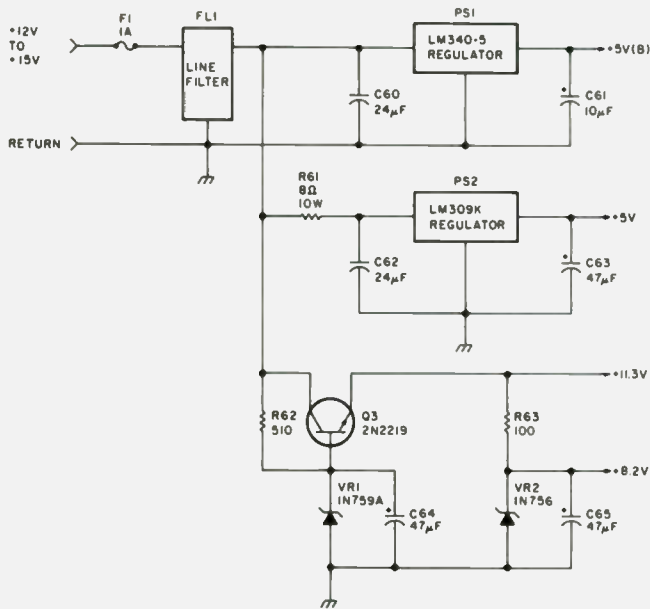 +12V
TO
+15V
F1
1A
FL1
LINE
FILTER
RETURN
PS1
LM340-5
REGULATOR
+5V(B)
C60
24µF
C61
10µF
R61
8Ω
10W
PS2
LM309K
REGULATOR
+5V
C62
24µF
C63
47µF
+11.3V
R62
510
Q3
2N2219
R63
100
+8.2V
VR1
1N759A
C64
47µF
VR2
1N756
C65
47µF